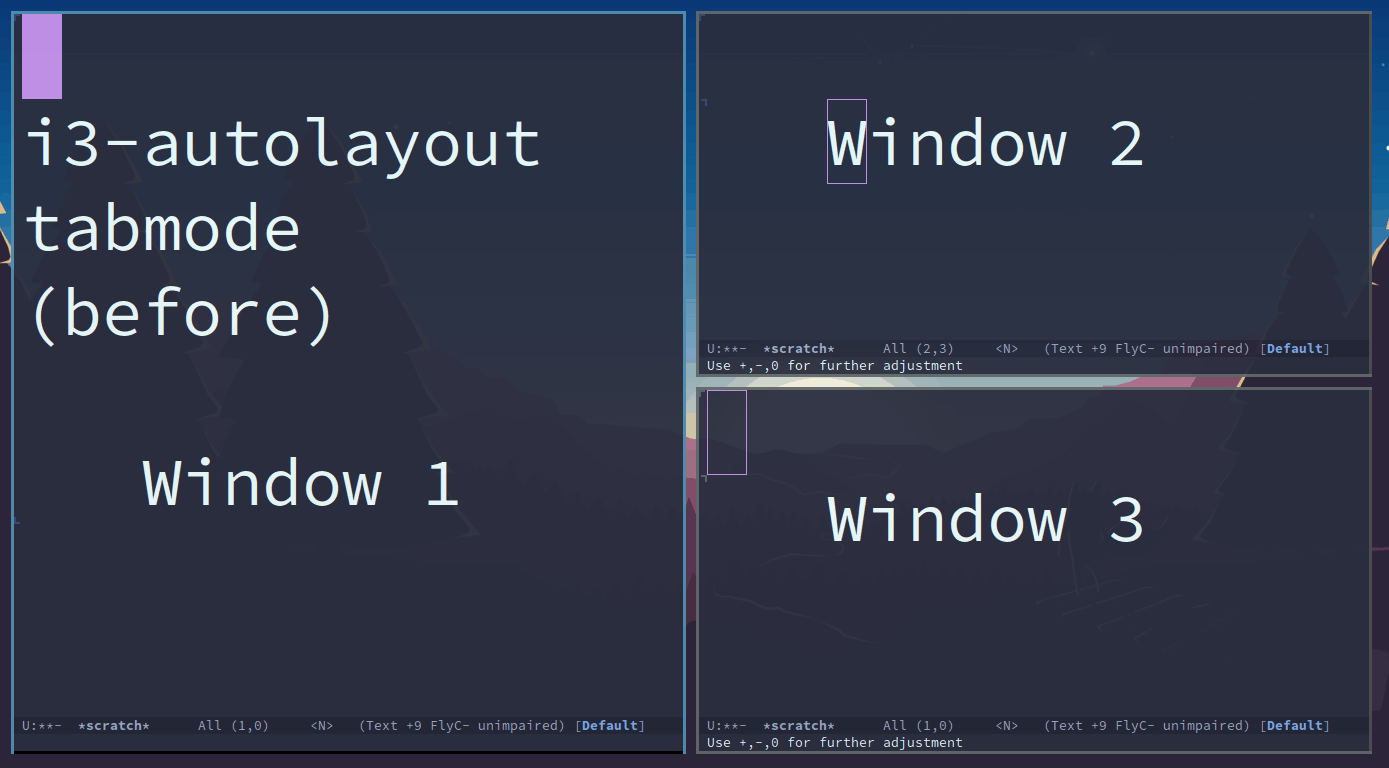 i3-autolayout
tabmode
(before)
Window 1
U:**- *scratch* All (1,0) <N> (Text +9 FlyC- unimpaired) [Default]
Window 2
U:**- *scratch* All (2,3) <N> (Text +9 FlyC- unimpaired) [Default]
Use +,-,0 for further adjustment
Window 3
U:**- *scratch* All (1,0) <N> (Text +9 FlyC- unimpaired) [Default]
Use +,-,0 for further adjustment